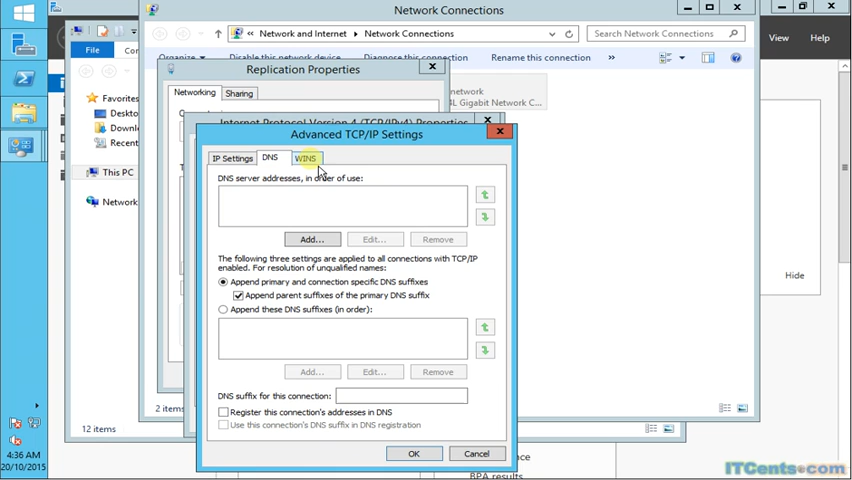 Network Connections
Network and Internet
Network Connections
Search Network Connections
View
Help
File
Organize
Disable this network device
Diagnose this connection
Rename this connection
Replication Properties
Networking
Sharing
network
4L Gigabit Network C...
Favorites
Deskto
Downl
Recent
This PC
Network
Internet Protocol Version 4 (TCP/IPv4) Properties
Advanced TCP/IP Settings
IP Settings
DNS
WINS
DNS server addresses, in order of use:
Add...
Edit...
Remove
The following three settings are applied to all connections with TCP/IP
enabled. For resolution of unqualified names:
Append primary and connection specific DNS suffixes
Append parent suffixes of the primary DNS suffix
Append these DNS suffixes (in order):
Add...
Edit...
Remove
DNS suffix for this connection:
Register this connection's addresses in DNS
Use this connection's DNS suffix in DNS registration
OK
Cancel
Hide
2 items
12 items
4:36 AM
20/10/2015
BPA results
ITCents.com